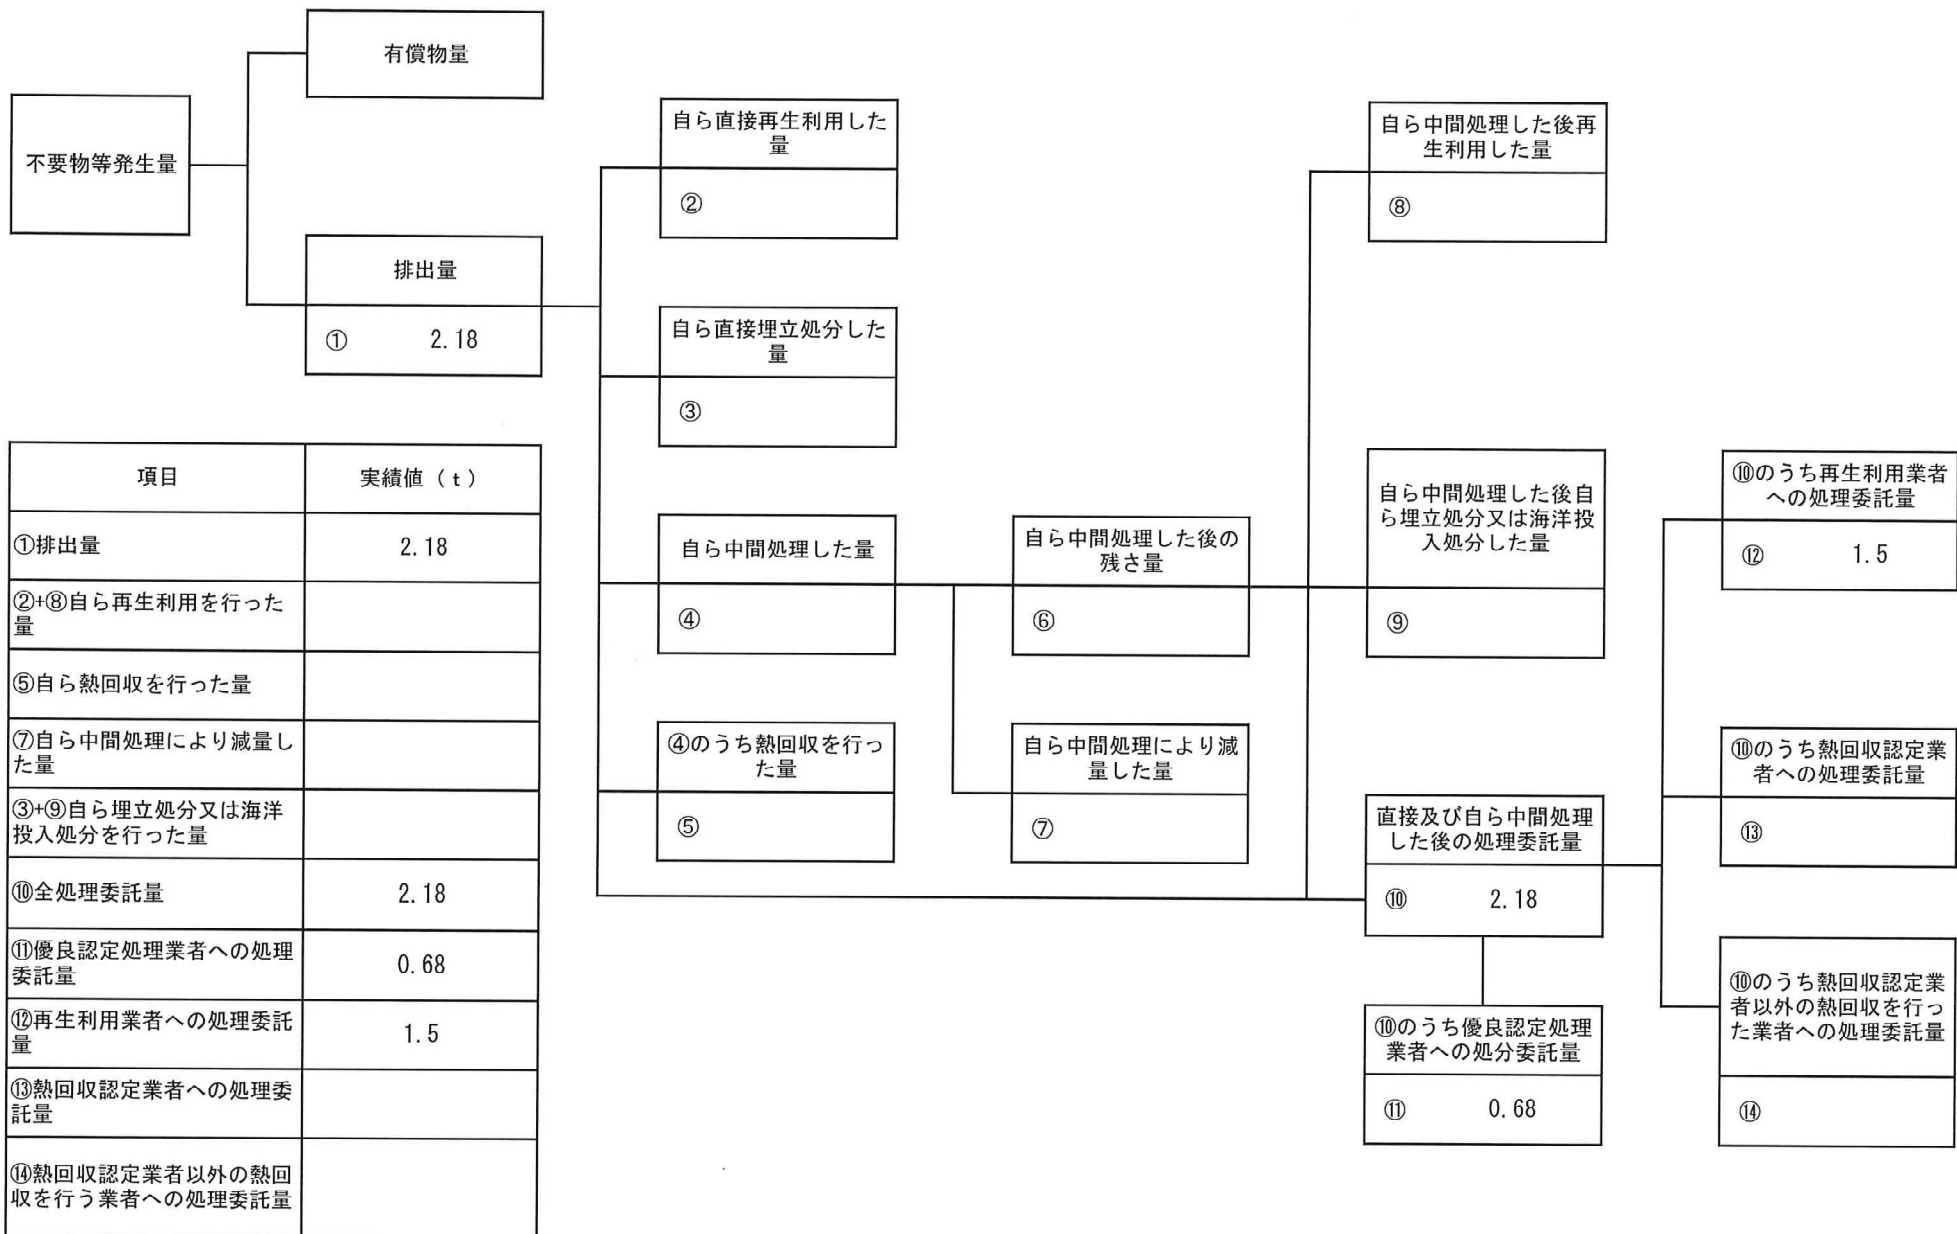 有償物量
不要物等発生量
排出量
① 2.18
自ら直接再生利用した
量
②
自ら直接埋立処分した
量
③
自ら中間処理した量
④
④のうち熱回収を行っ
た量
⑤
自ら中間処理した後の
残さ量
⑥
自ら中間処理により減
量した量
⑦
自ら中間処理した後再
生利用した量
⑧
自ら中間処理した後自
ら埋立処分又は海洋投
入処分した量
⑨
直接及び自ら中間処理
した後の処理委託量
⑩ 2.18
⑩のうち優良認定処理
業者への処分委託量
⑪ 0.68
⑩のうち再生利用業者
への処理委託量
⑫ 1.5
⑩のうち熱回収認定業
者への処理委託量
⑬
⑩のうち熱回収認定業
者以外の熱回収を行っ
た業者への処理委託量
⑭
項目 実績値(t)
①排出量 2.18
②+⑧自ら再生利用を行った
量
⑤自ら熱回収を行った量
⑦自ら中間処理により減量し
た量
③+⑨自ら埋立処分又は海洋
投入処分を行った量
⑩全処理委託量 2.18
⑪優良認定処理業者への処理
委託量 0.68
⑫再生利用業者への処理委託
量 1.5
⑬熱回収認定業者への処理委
託量
⑭熱回収認定業者以外の熱回
収を行う業者への処理委託量